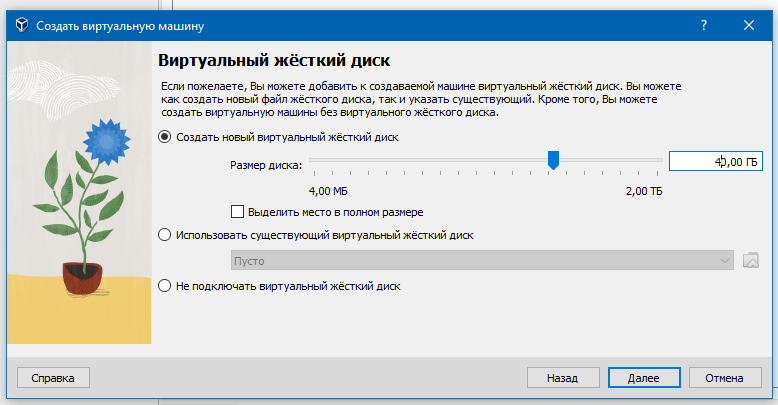 Создать виртуальную машину
Виртуальный жёсткий диск
Если пожелаете, Вы можете добавить к создаваемой машине виртуальный жёсткий диск. Вы можете
как создать новый файл жёсткого диска, так и указать существующий. Кроме того, Вы можете
создать виртуальную машины без виртуального жёсткого диска.
Создать новый виртуальный жёсткий диск
Размер диска:
40,00 ГБ
4,00 МБ
2,00 ТБ
Выделить место в полном размере
Использовать существующий виртуальный жёсткий диск
Пусто
Не подключать виртуальный жёсткий диск
Справка
Назад
Далее
Отмена